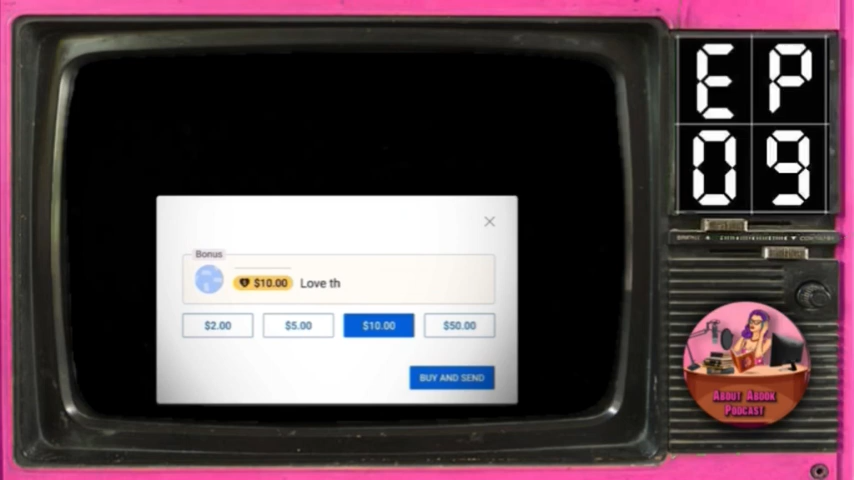 EP
09
Bonus
$10.00 Love th
$2.00 $5.00 $10.00 $50.00
BUY AND SEND
ABOUT ABOOK
PODCAST